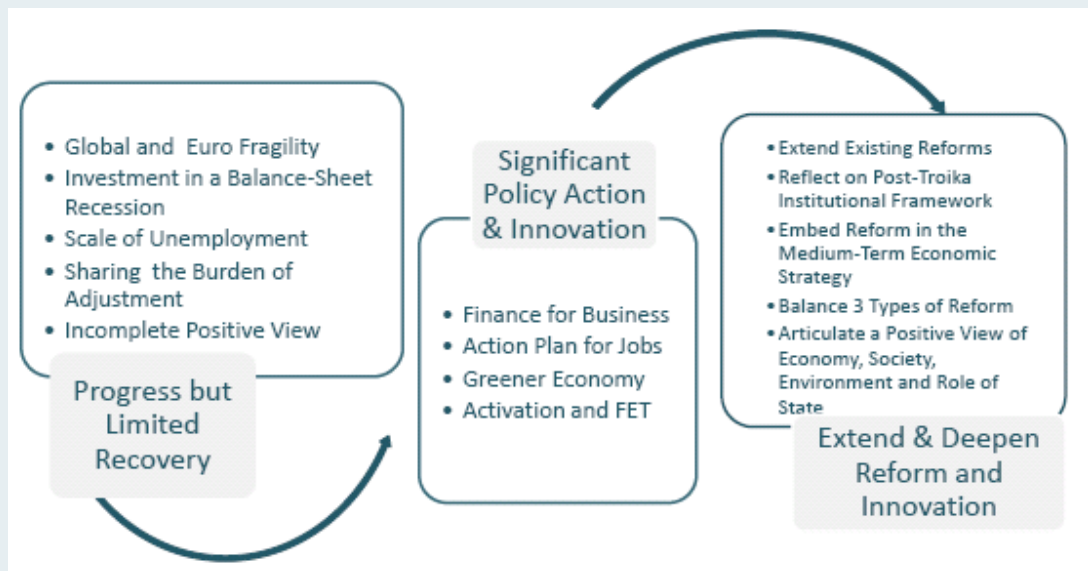 • Global and Euro Fragility
• Investment in a Balance-Sheet
Recession
• Scale of Unemployment
• Sharing the Burden of
Adjustment
• Incomplete Positive View
Progress but
Limited
Recovery
Significant
Policy Action
& Innovation
• Finance for Business
• Action Plan for Jobs
• Greener Economy
• Activation and FET
• Extend Existing Reforms
• Reflect on Post-Troika
Institutional Framework
• Embed Reform in the
Medium-Term Economic
Strategy
• Balance 3 Types of Reform
• Articulate a Positive View of
Economy, Society,
Environment and Role of
State
Extend & Deepen
Reform and
Innovation